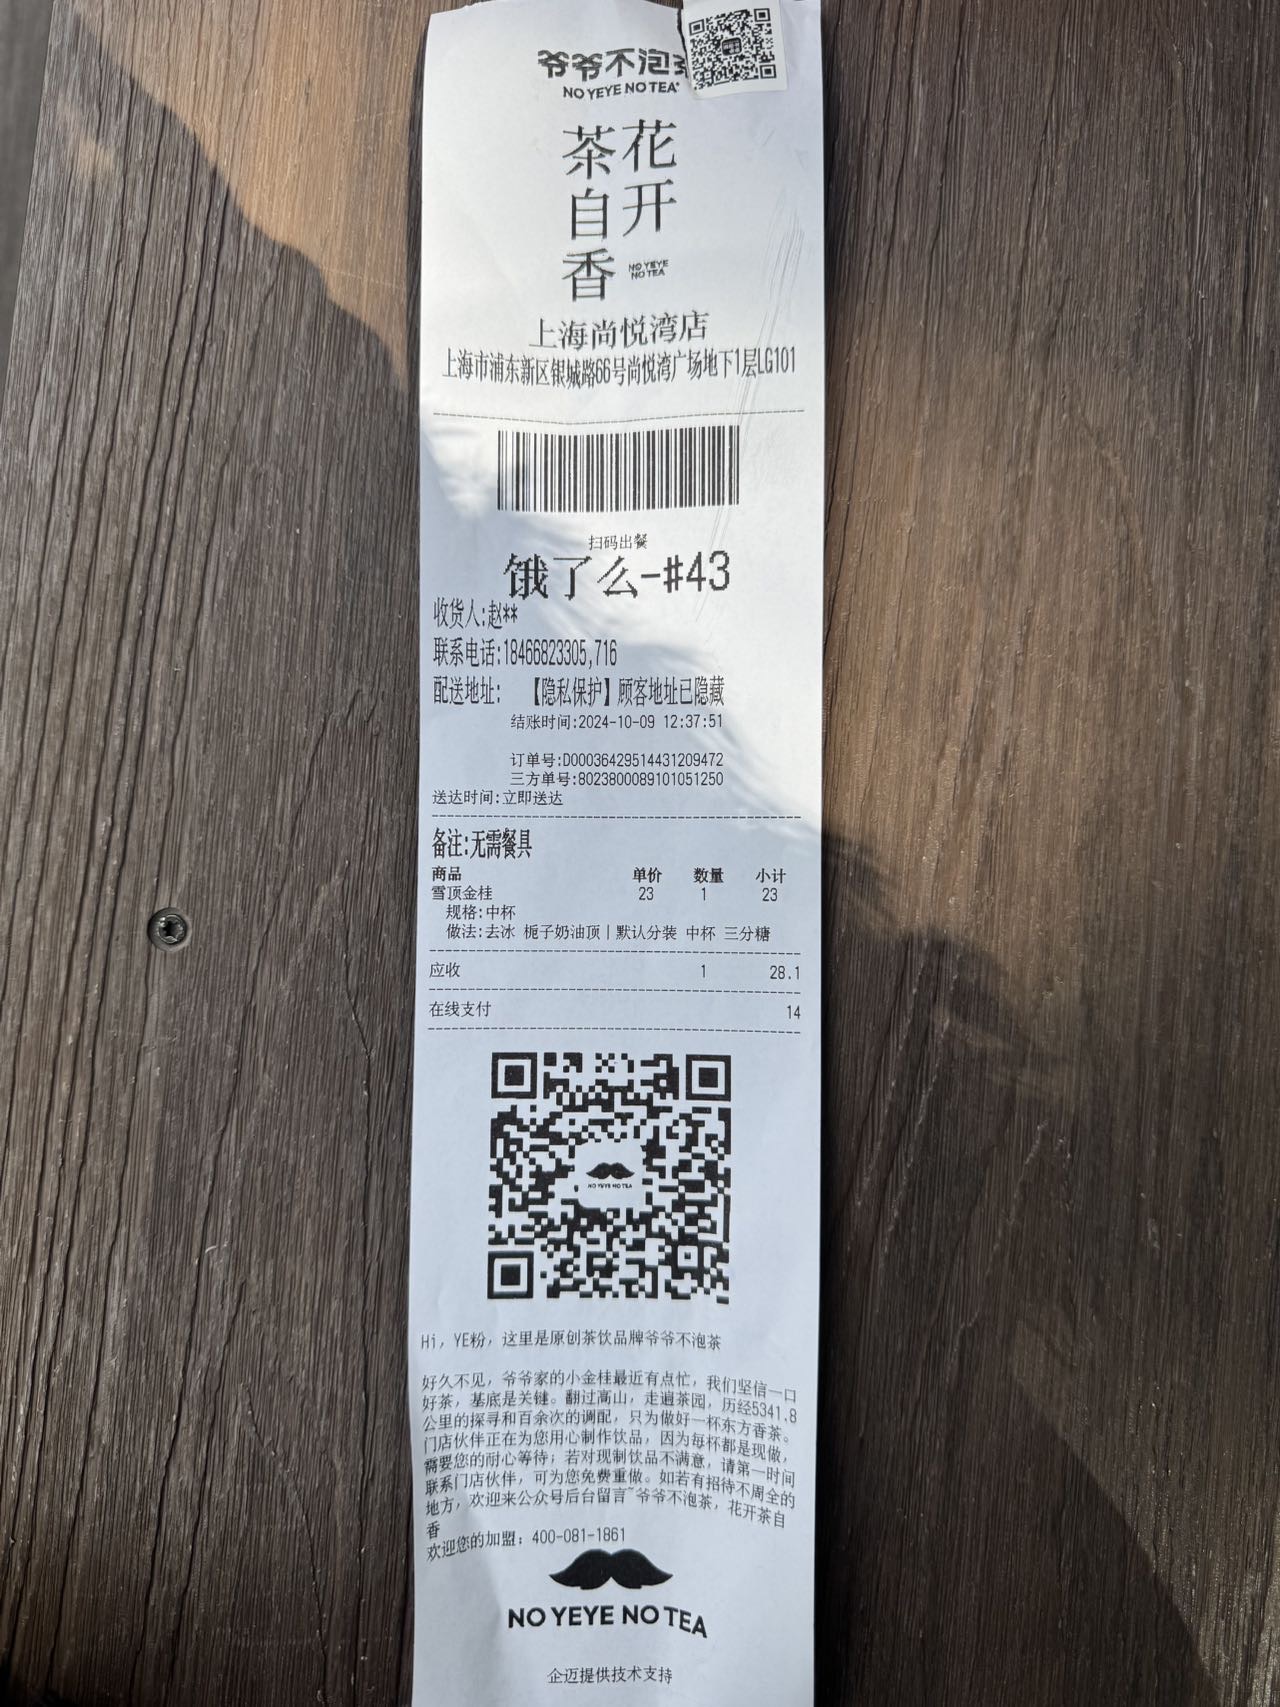 爷爷不泡
NO YEYE NO TEA
花开
茶自香
NO YEYE
NO TEA
上海尚悦湾店
上海市浦东新区银城路66号尚悦湾广场地下1层LG101
扫码出餐
饿了么-#43
收货人:赵**
联系电话:18466823305,716
配送地址: 【隐私保护】顾客地址已隐藏
结账时间:2024-10-09 12:37:51
订单号:D00036429514431209472
三方单号:8023800089101051250
送达时间:立即送达
备注:无需餐具
商品 单价 数量 小计
雪顶金桂 23 1 23
规格:中杯
做法:去冰 栀子奶油顶|默认分装 中杯 三分糖
应收 1 28.1
在线支付 14
NO YEYE NO TEA
Hi, YE粉, 这里是原创茶饮品牌爷爷不泡茶
好久不见, 爷爷家的小金桂最近有点忙, 我们坚信一口
好茶, 基底是关键。翻过高山, 走遍茶园, 历经5341.8
公里的探寻和百余次的调配, 只为做好一杯东方香茶。
门店伙伴正在为您用心制作饮品, 因为每杯都是现做,
需要您的耐心等待; 若对现制饮品不满意, 请第一时间
联系门店伙伴, 可为您免费重做。如若有招待不周全的
地方, 欢迎来公众号后台留言~爷爷不泡茶, 花开茶自
香
欢迎您的加盟: 400-081-1861
NO YEYE NO TEA
企迈提供技术支持